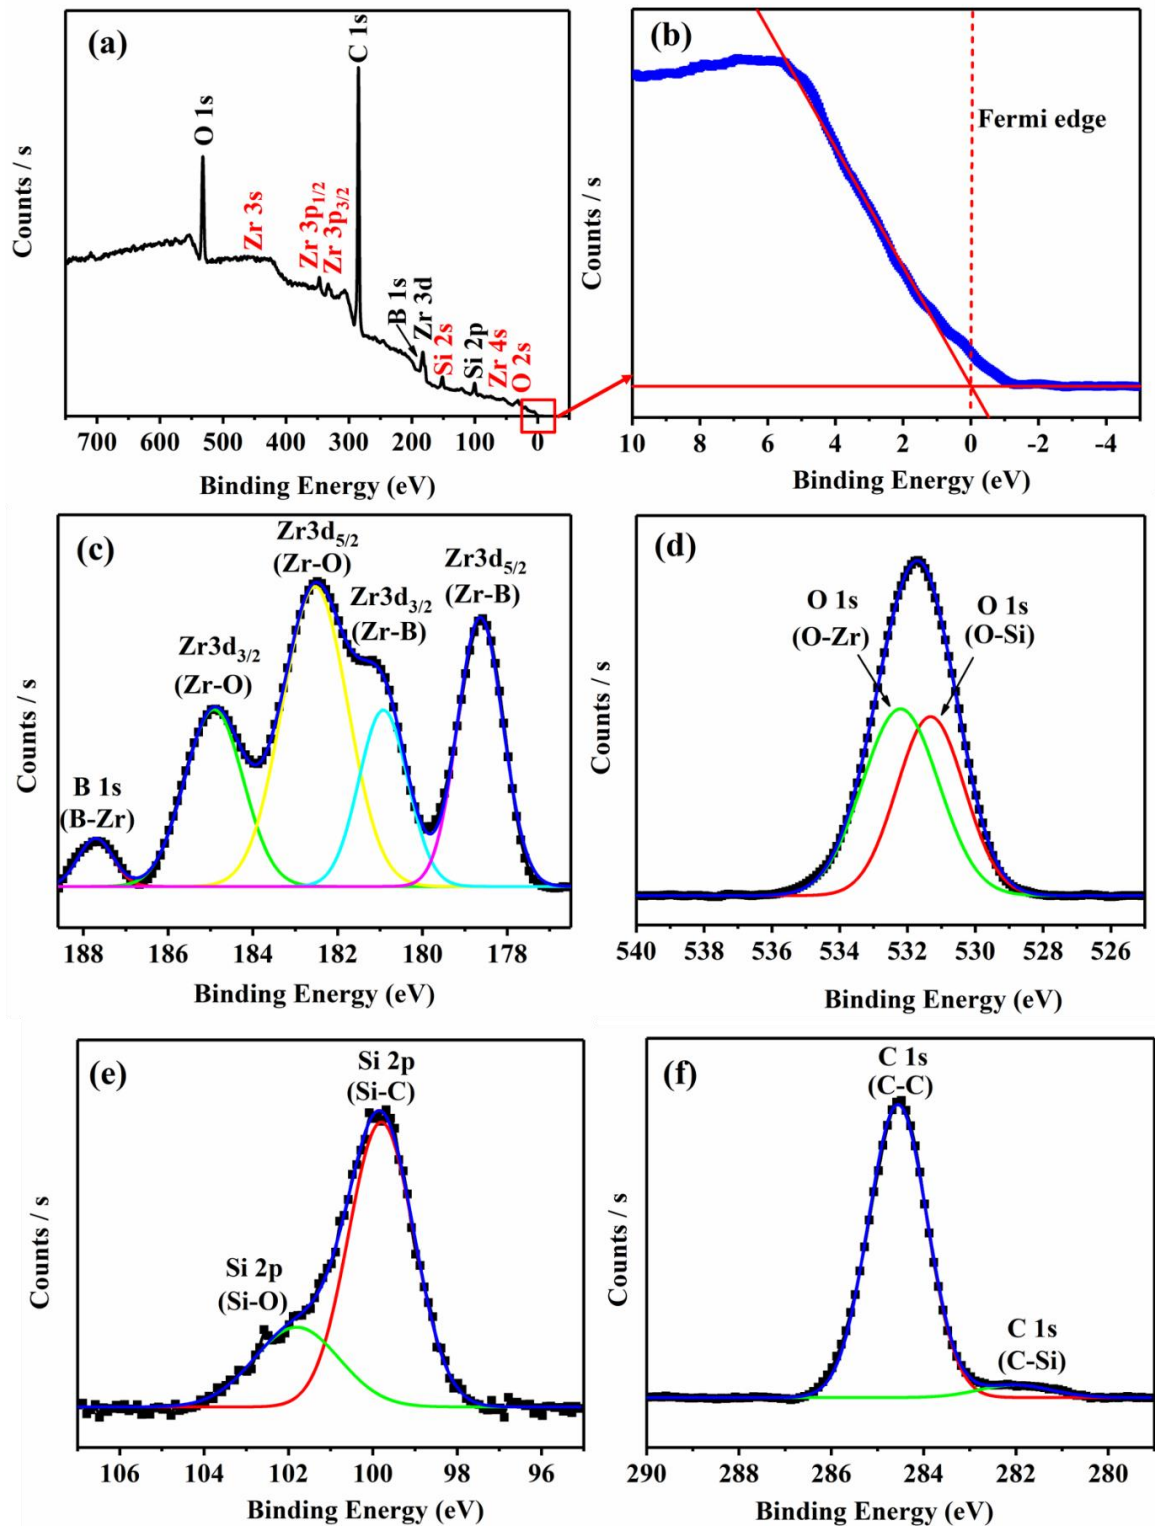 (a)
C 1s
O 1s
Zr 3s
Zr 3p1/2
Zr 3p3/2
B 1s
Zr 3d
Si 2s
Si 2p
Zr 4s
O 2s
Counts / s
700 600 500 400 300 200 100 0
Binding Energy (eV)
(b)
Fermi edge
Counts / s
10 8 6 4 2 0 -2 -4
Binding Energy (eV)
(c)
Zr3d5/2
(Zr-O)
Zr3d5/2
(Zr-B)
Zr3d3/2
(Zr-B)
Zr3d3/2
(Zr-O)
B 1s
(B-Zr)
Counts / s
188 186 184 182 180 178
Binding Energy (eV)
(d)
O 1s
(O-Zr)
O 1s
(O-Si)
Counts / s
540 538 536 534 532 530 528 526
Binding Energy (eV)
(e)
Si 2p
(Si-C)
Si 2p
(Si-O)
Counts / s
106 104 102 100 98 96
Binding Energy (eV)
(f)
C 1s
(C-C)
C 1s
(C-Si)
Counts / s
290 288 286 284 282 280
Binding Energy (eV)